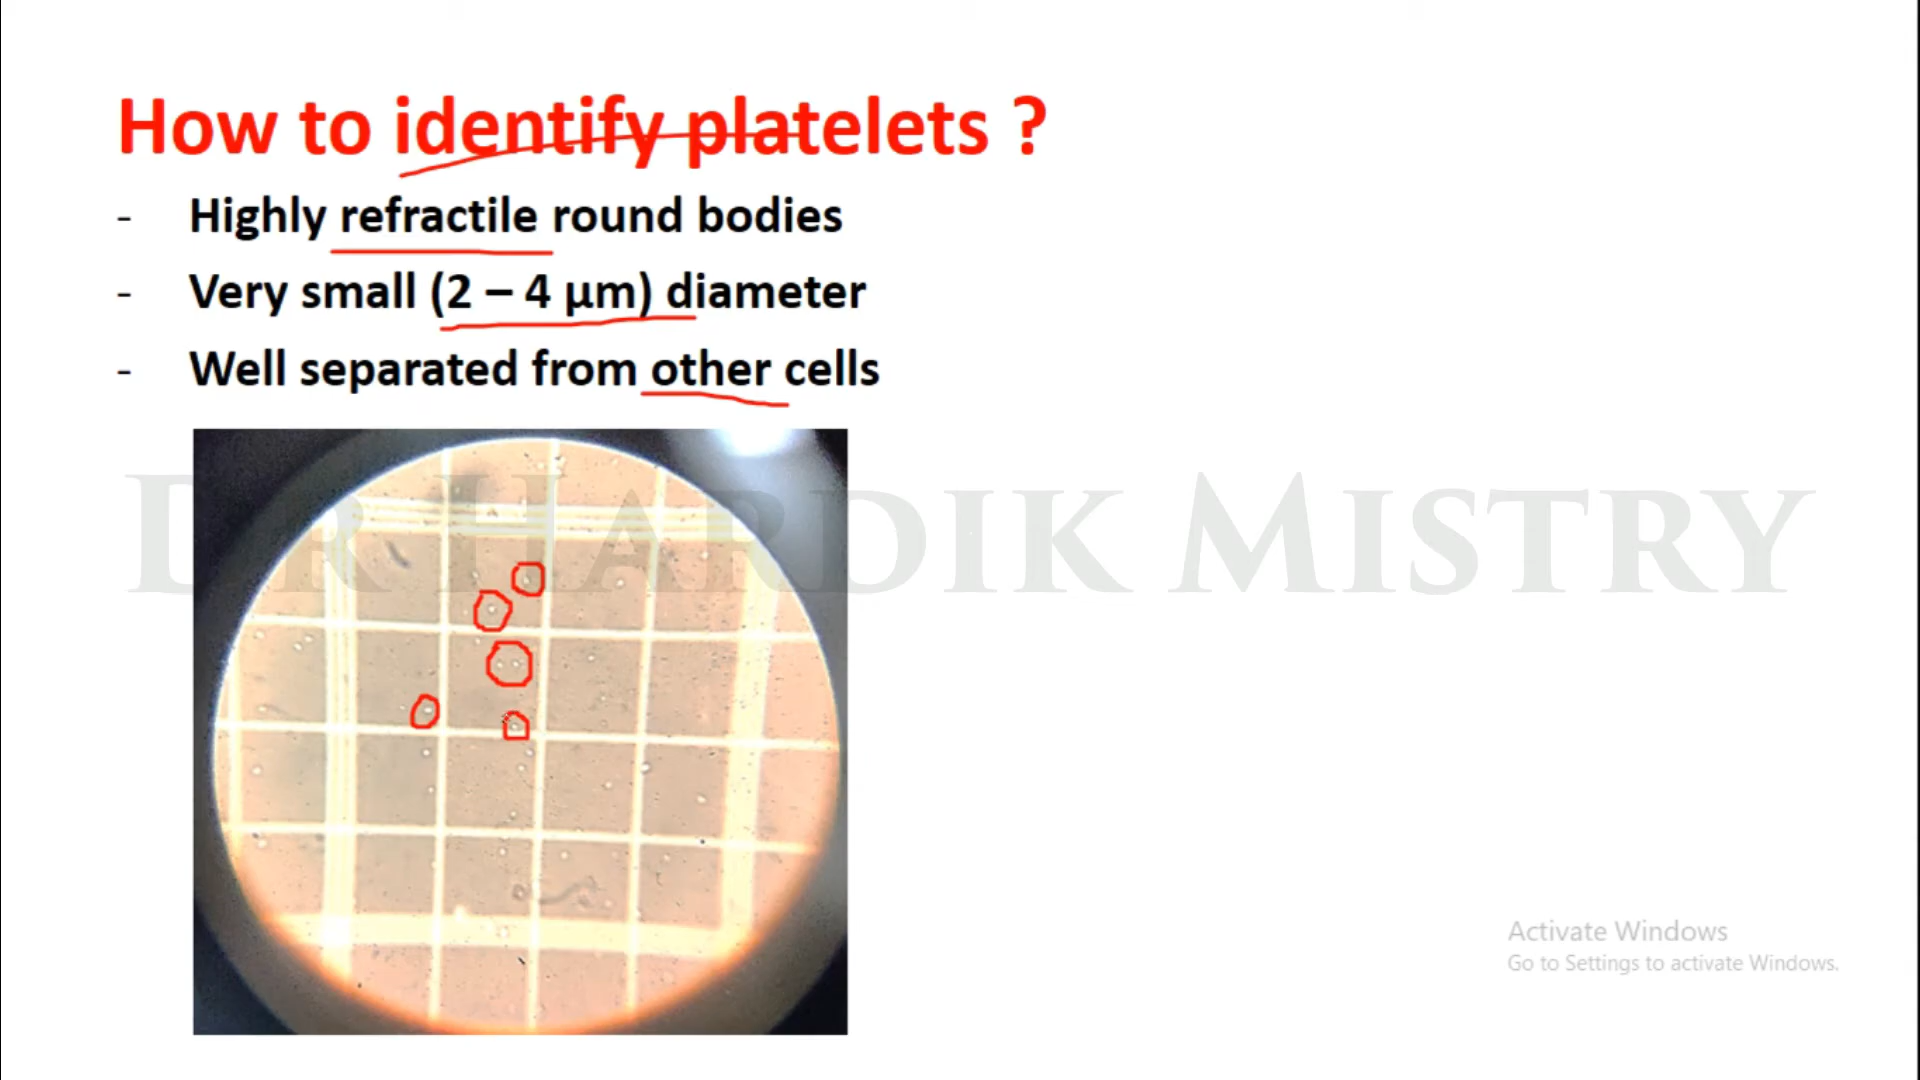 How to identify platelets ?
- Highly refractile round bodies
- Very small (2 – 4 µm) diameter
- Well separated from other cells
DR HARDIK MISTRY
Activate Windows
Go to Settings to activate Windows.